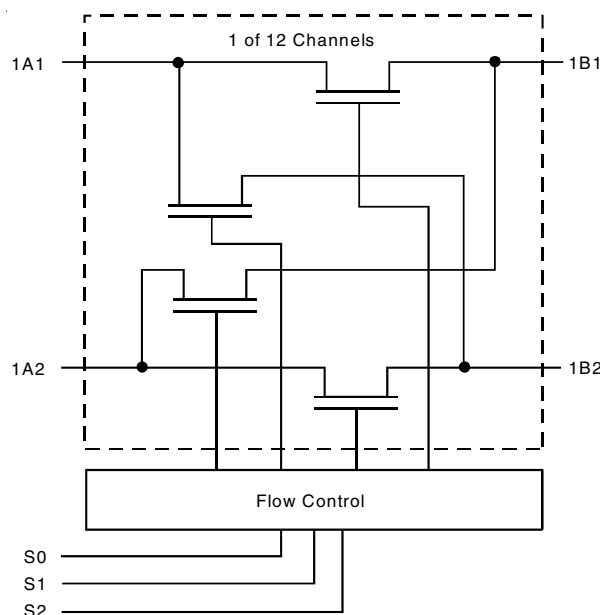 1 of 12 Channels
1A1
1B1
1A2
1B2
Flow Control
S0
S1
S2